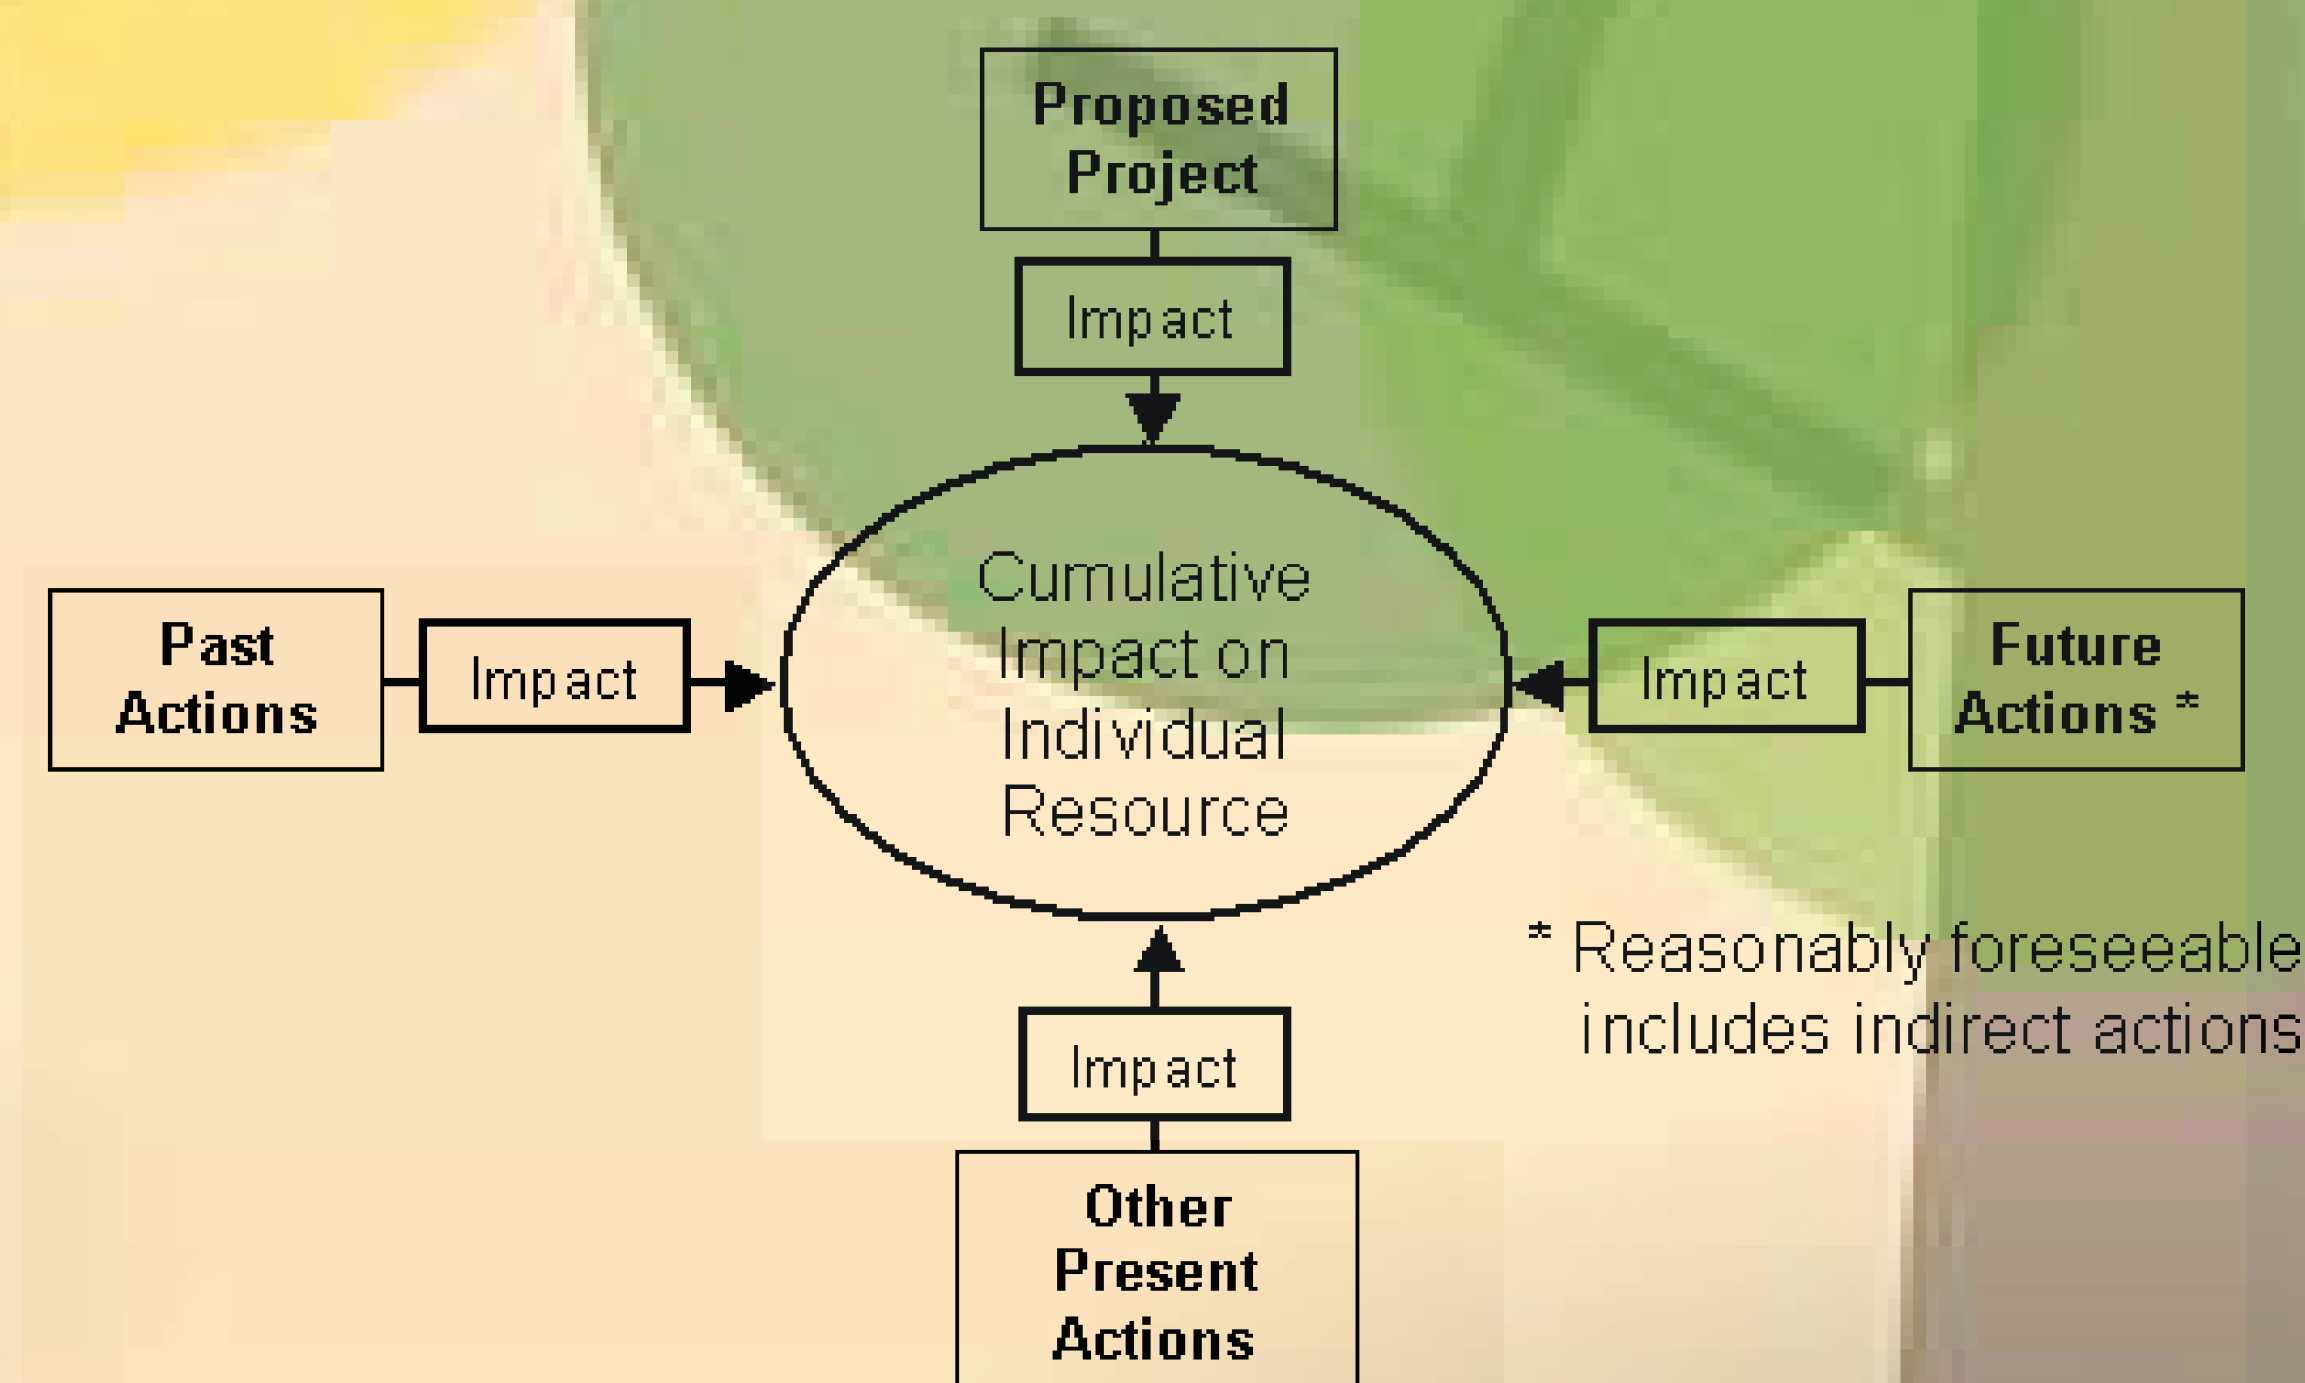 Proposed
Project
Impact
Cumulative
Impact on
Individual
Resource
Past
Actions
Impact
Impact
Future
Actions *
* Reasonably foreseeable
includes indirect actions
Impact
Other
Present
Actions